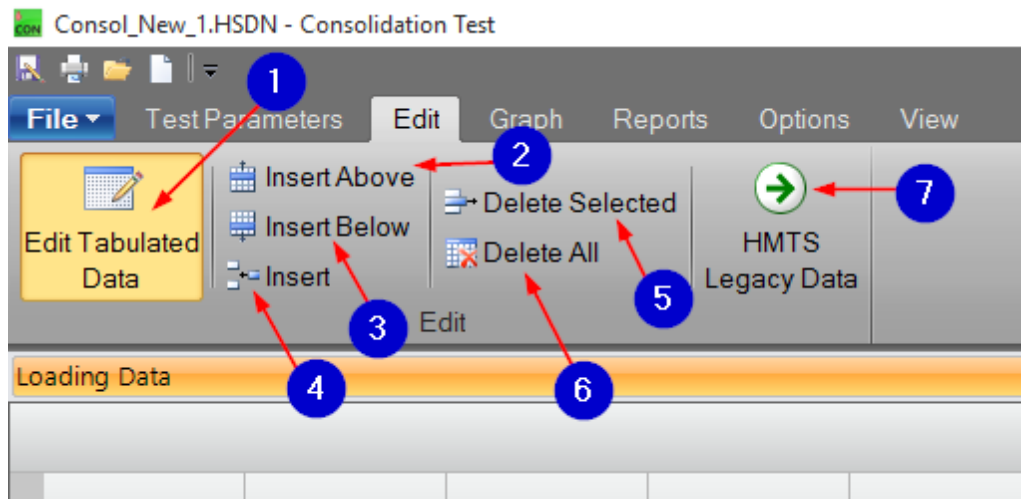 CON Consol_New_1.HSDN - Consolidation Test
1
File Test Parameters Edit Graph Reports Options View
2
Insert Above
7
Delete Selected
Insert Below
Edit Tabulated
Data
HMTS
Legacy Data
Delete All
Insert
5
3
Edit
Loading Data
4
6